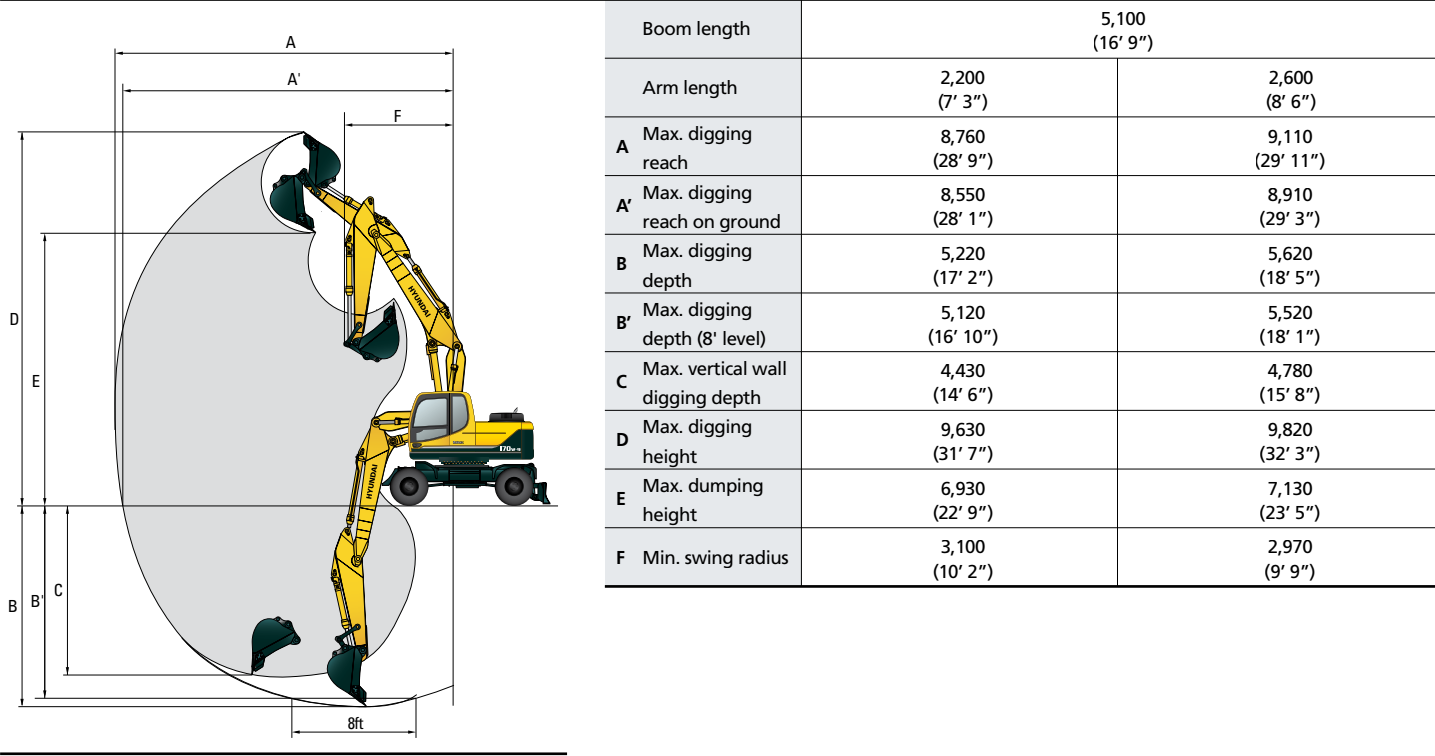 A
A'
F
D
E
B
B'
C
8ft
HYUNDAI
HYUNDAI
170W-9
Boom length
5,100
(16′ 9″)
Arm length
2,200
(7′ 3″)
2,600
(8′ 6″)
A Max. digging
reach
8,760
(28′ 9″)
9,110
(29′ 11″)
A′ Max. digging
reach on ground
8,550
(28′ 1″)
8,910
(29′ 3″)
B Max. digging
depth
5,220
(17′ 2″)
5,620
(18′ 5″)
B′ Max. digging
depth (8' level)
5,120
(16′ 10″)
5,520
(18′ 1″)
C Max. vertical wall
digging depth
4,430
(14′ 6″)
4,780
(15′ 8″)
D Max. digging
height
9,630
(31′ 7″)
9,820
(32′ 3″)
E Max. dumping
height
6,930
(22′ 9″)
7,130
(23′ 5″)
F Min. swing radius
3,100
(10′ 2″)
2,970
(9′ 9″)